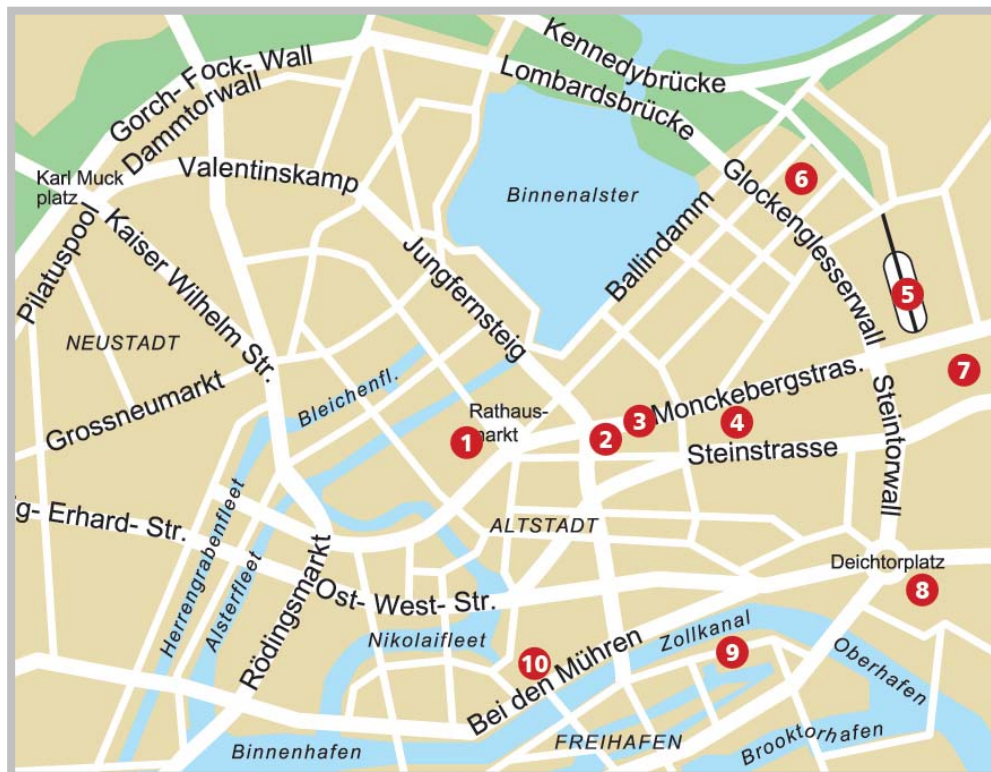 Kennedybrücke
Lombardsbrücke
Gorch- Fock- Wall
Dammtorwall
Valentinskamp
Karl Muck
platz
Binnenalster
6
Glockenglesserwall
Ballindamm
Pilatuspool
Kaiser Wilhelm Str.
Jungfernsteig
5
NEUSTADT
7
Grossneumarkt
Bleichenfl.
Monckebergstras.
Steintorwall
Rathaus-
arkt
1
2
3
4
Steinstrasse
ig- Erhard- Str.
Herrengrabenfleet
Alsterfleet
Rödingsmarkt
ALTSTADT
Deichtorplatz
8
Ost- West- Str.
Nikolaifleet
10
Bei den Mühren
Zollkanal
9
Oberhafen
Binnenhafen
FREIHAFEN
Brooktorhafen